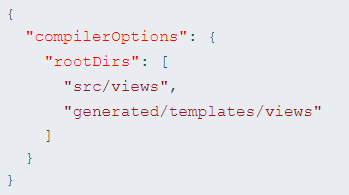 {
"compilerOptions": {
"rootDirs": [
"src/views",
"generated/templates/views"
]
}
}